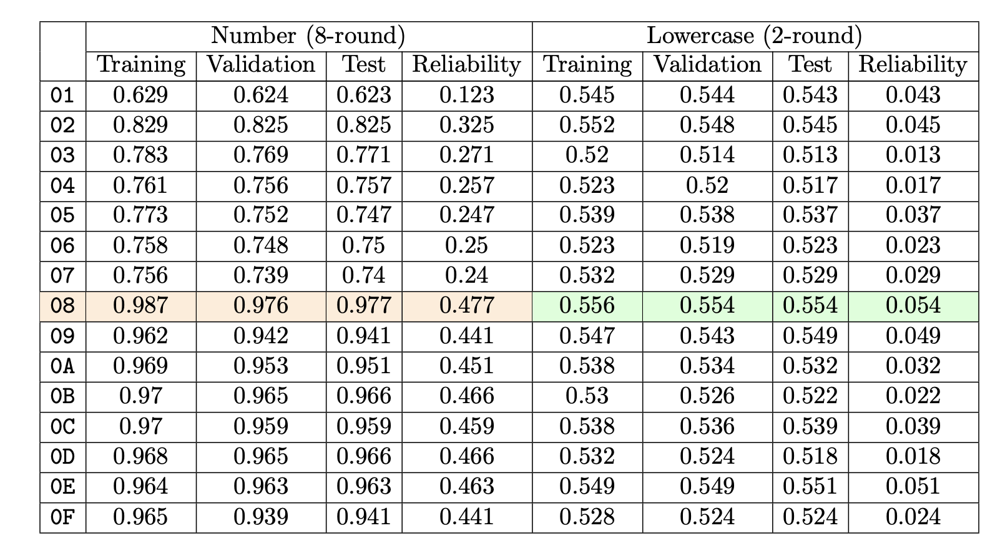 Number (8-round) Lowercase (2-round)
Training Validation Test Reliability Training Validation Test Reliability
01 0.629 0.624 0.623 0.123 0.545 0.544 0.543 0.043
02 0.829 0.825 0.825 0.325 0.552 0.548 0.545 0.045
03 0.783 0.769 0.771 0.271 0.52 0.514 0.513 0.013
04 0.761 0.756 0.757 0.257 0.523 0.52 0.517 0.017
05 0.773 0.752 0.747 0.247 0.539 0.538 0.537 0.037
06 0.758 0.748 0.75 0.25 0.523 0.519 0.523 0.023
07 0.756 0.739 0.74 0.24 0.532 0.529 0.529 0.029
08 0.987 0.976 0.977 0.477 0.556 0.554 0.554 0.054
09 0.962 0.942 0.941 0.441 0.547 0.543 0.549 0.049
0A 0.969 0.953 0.951 0.451 0.538 0.534 0.532 0.032
0B 0.97 0.965 0.966 0.466 0.53 0.526 0.522 0.022
0C 0.97 0.959 0.959 0.459 0.538 0.536 0.539 0.039
0D 0.968 0.965 0.966 0.466 0.532 0.524 0.518 0.018
0E 0.964 0.963 0.963 0.463 0.549 0.549 0.551 0.051
0F 0.965 0.939 0.941 0.441 0.528 0.524 0.524 0.024